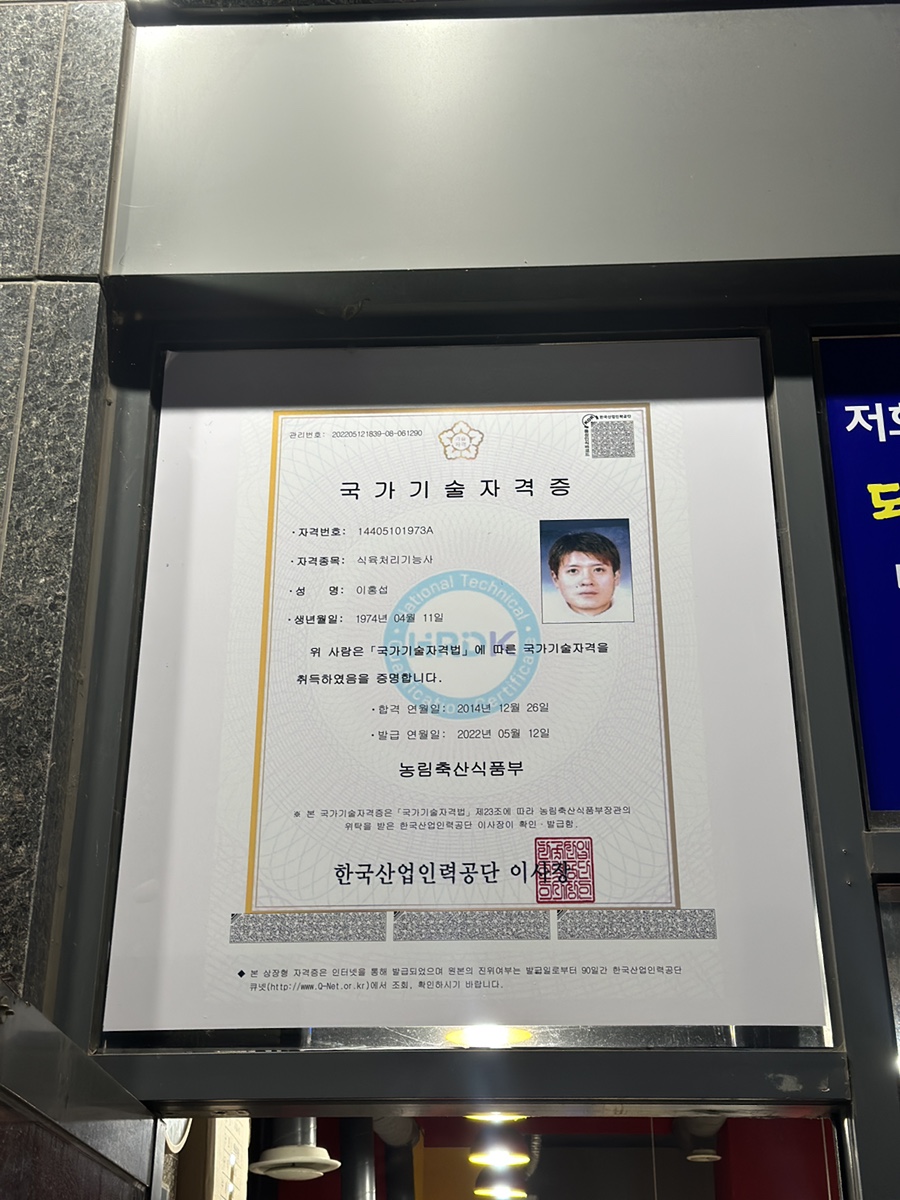 관리번호: 202205121839-08-061290
한국산업인력공단
국가기술자격증
· 자격번호: 14405101973A
· 자격종목: 식육처리기능사
· 성 명: 이홍섭
· 생년월일: 1974년 04월 11일
National Technical
HRDK
Qualification Certificate
위 사람은 「국가기술자격법」에 따른 국가기술자격을
취득하였음을 증명합니다.
· 합격 연월일: 2014년 12월 26일
· 발급 연월일: 2022년 05월 12일
농림축산식품부
※ 본 국가기술자격증은 「국가기술자격법」 제23조에 따라 농림축산식품부장관의
위탁을 받은 한국산업인력공단 이사장이 확인 · 발급함.
한국산업인력공단 이사장
◆ 본 상장형 자격증은 인터넷을 통해 발급되었으며 원본의 진위여부는 발급일로부터 90일간 한국산업인력공단
큐넷(http://www.Q-Net.or.kr)에서 조회, 확인하시기 바랍니다.